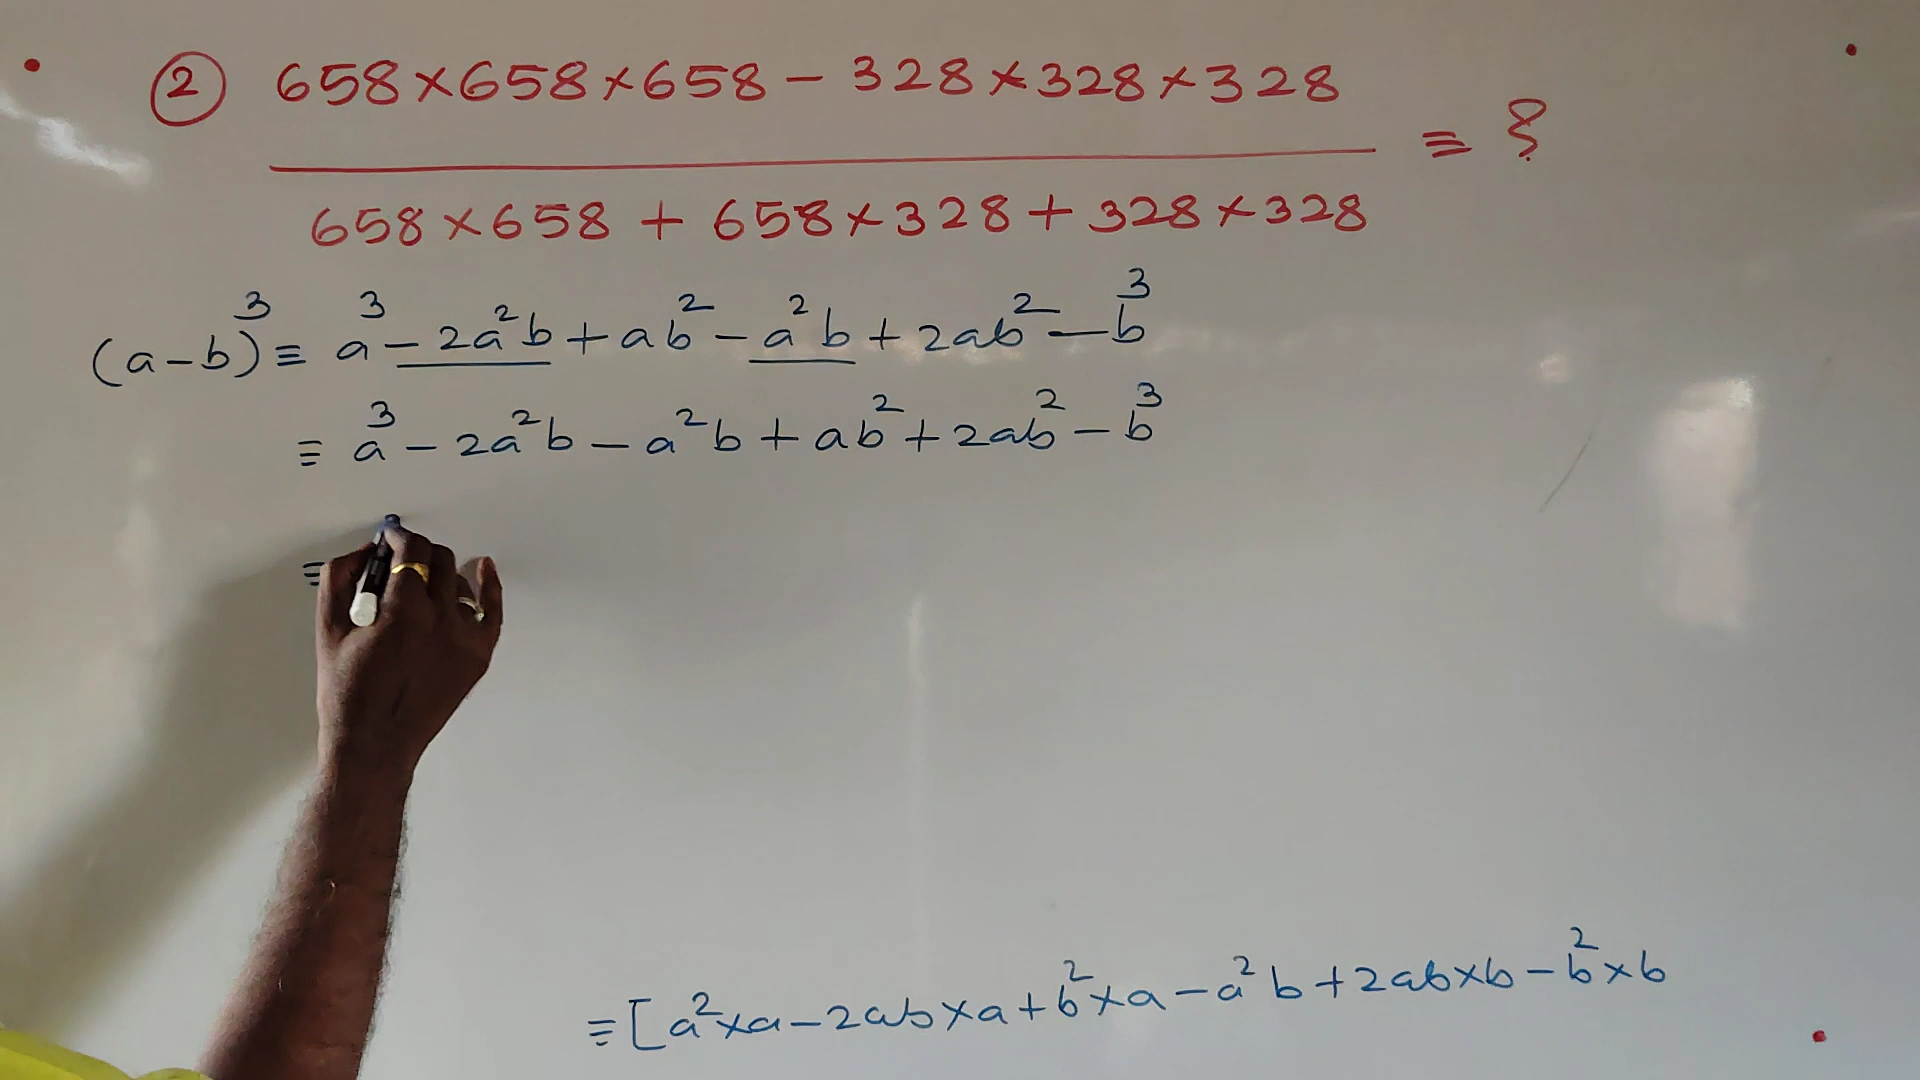 ② 658×658×658 − 328×328×328
658×658 + 658×328 + 328×328
= ?
(a−b)³ = a³ − 2a²b + ab² − a²b + 2ab² − b³
= a³ − 2a²b − a²b + ab² + 2ab² − b³
=
= [a²×a − 2ab×a + b²×a − a²b + 2ab×b − b²×b